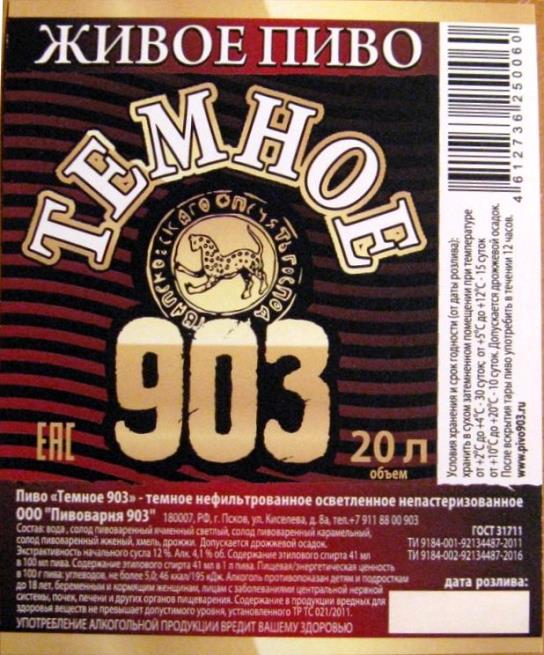 ЖИВОЕ ПИВО
ТЕМНОЕ
903
ЕАС
20 л
объем
4 612736 250060
Условия хранения и срок годности (от даты розлива):
хранить в сухом затемненном помещении при температуре
от +2°С до +4°С - 30 суток; от +5°С до +12°С - 15 суток
от +10°С до +20°С - 10 суток. Допускается дрожжевой осадок.
После вскрытия тары пиво употребить в течении 12 часов.
www.pivo903.ru
Пиво «Темное 903» - темное нефильтрованное осветленное непастеризованное
ООО "Пивоварня 903" 180007, РФ, г. Псков, ул. Киселева, д. 8а, тел.+7 911 88 00 903
Состав: вода , солод пивоваренный ячменный светлый, солод пивоваренный карамельный,
солод пивоваренный жженый, хмель, дрожжи. Допускается дрожжевой осадок.
Экстрактивность начального сусла 12 %. Алк. 4,1 % об. Содержание этилового спирта 41 мл
в 100 мл пива. Содержание этилового спирта 41 мл в 1 л пива. Пищевая/энергетическая ценность
в 100 г пива: углеводов, не более 5,0; 46 ккал/195 кДж. Алкоголь противопоказан детям и подросткам
до 18 лет, беременным и кормящим женщинам, лицам с заболеваниями центральной нервной
системы, почек, печени и других органов пищеварения. Содержание в продукции вредных для
здоровья веществ не превышает допустимого уровня, установленного ТР ТС 021/2011.
УПОТРЕБЛЕНИЕ АЛКОГОЛЬНОЙ ПРОДУКЦИИ ВРЕДИТ ВАШЕМУ ЗДОРОВЬЮ
ГОСТ 31711
ТИ 9184-001-92134487-2011
ТИ 9184-002-92134487-2016
дата розлива: